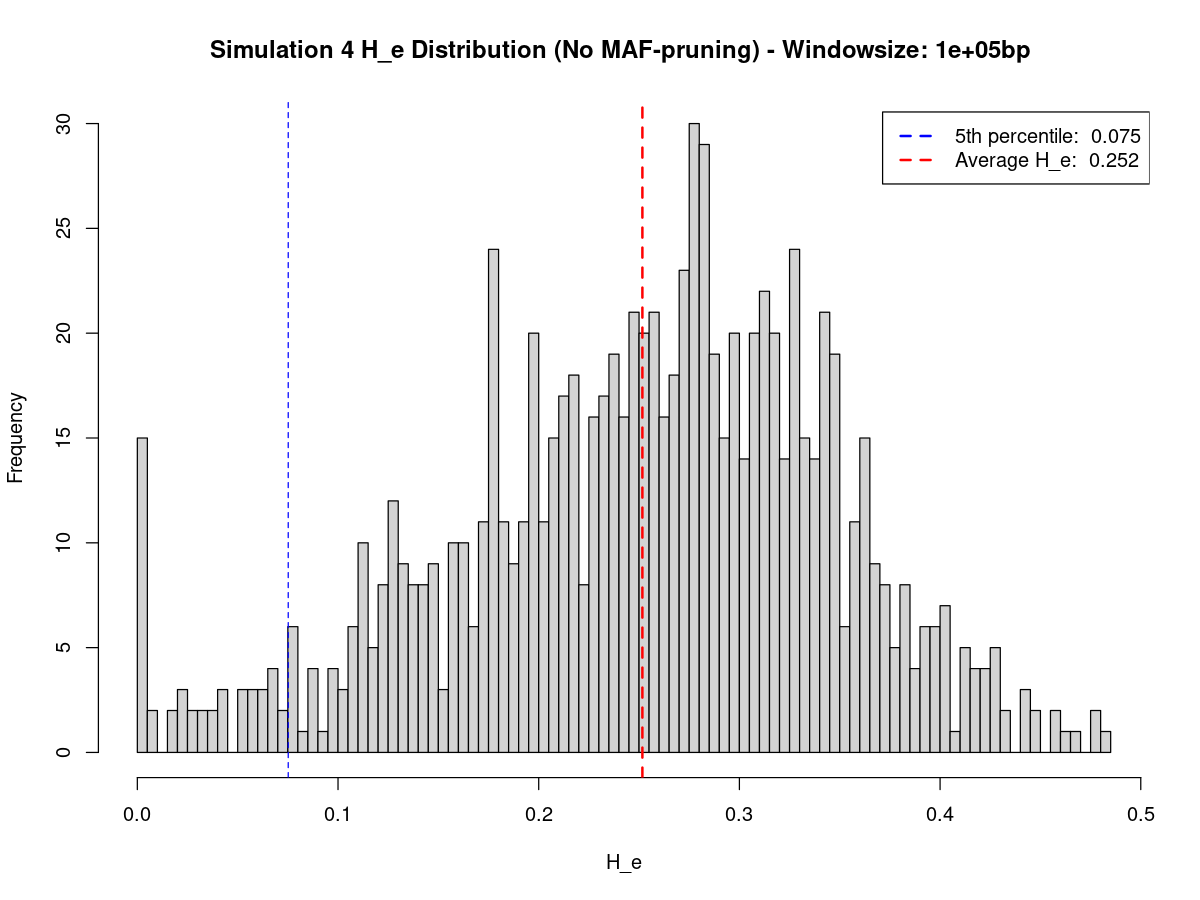 Simulation 4 H_e Distribution (No MAF-pruning) - Windowsize: 1e+05bp
5th percentile:  0.075
Average H_e:  0.252
Frequency
30
25
20
15
10
5
0
0.0 0.1 0.2 0.3 0.4 0.5
H_e